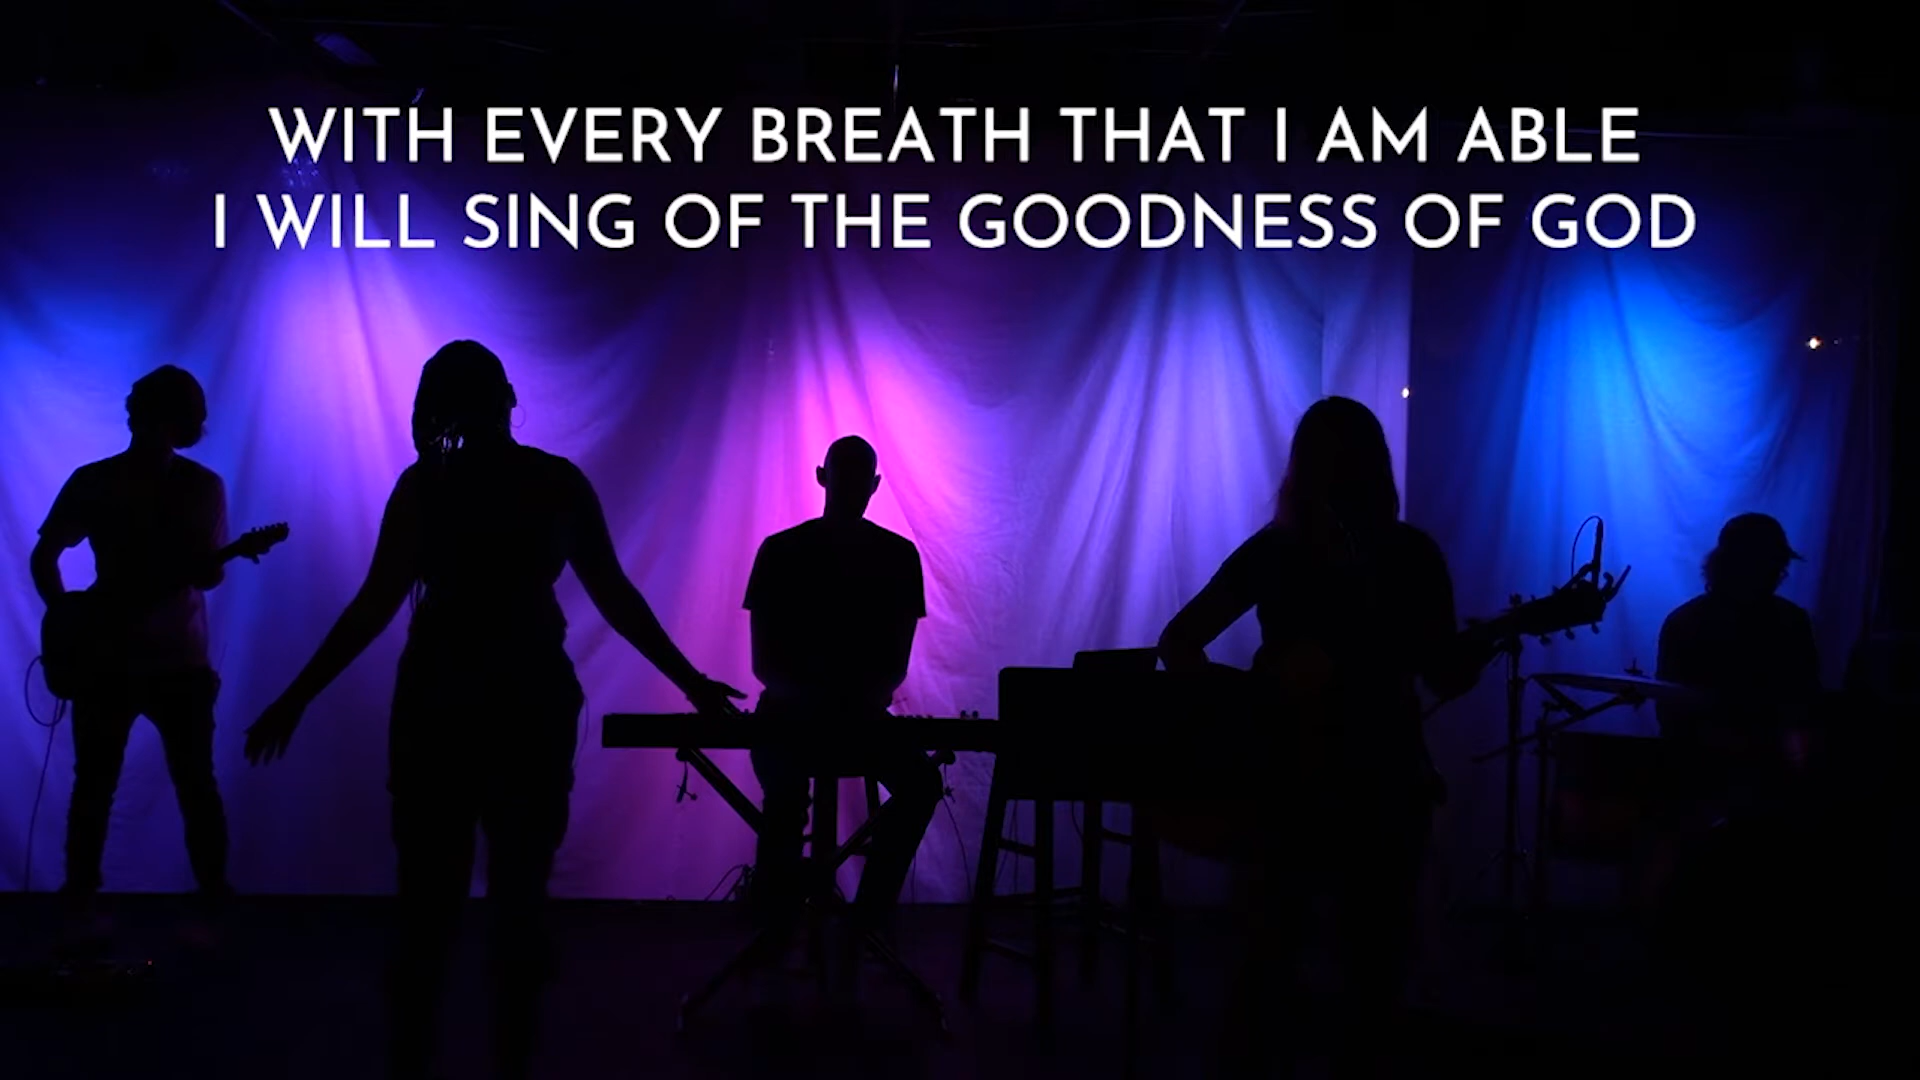 WITH EVERY BREATH THAT I AM ABLE
I WILL SING OF THE GOODNESS OF GOD